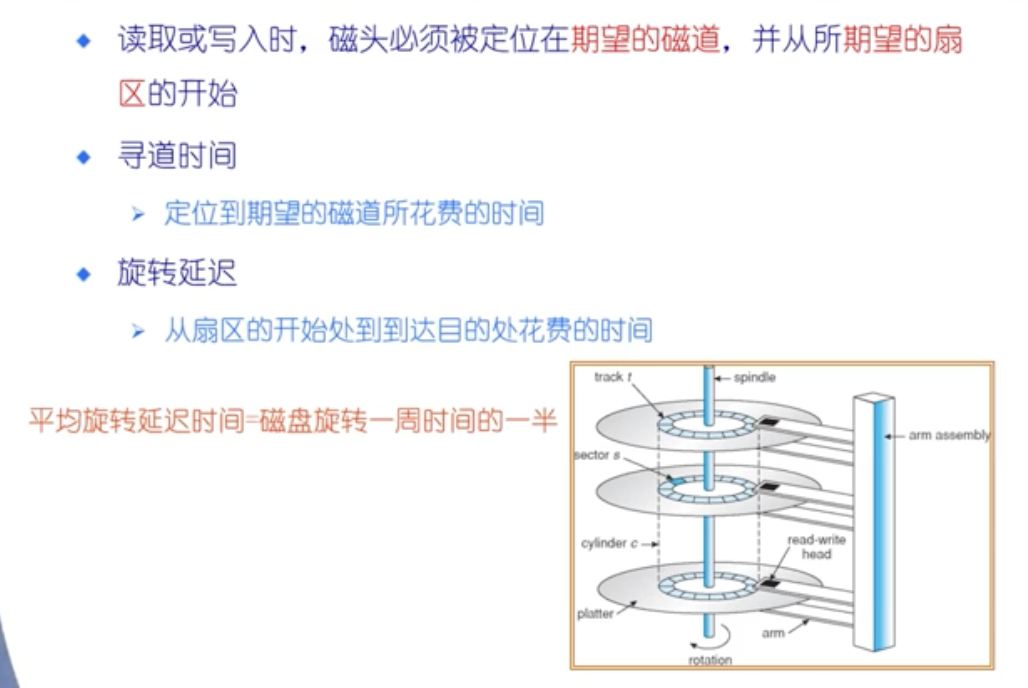 读取或写入时，磁头必须被定位在期望的磁道，并从所期望的扇
区的开始
寻道时间
定位到期望的磁道所花费的时间
旋转延迟
从扇区的开始处到到达目的处花费的时间
平均旋转延迟时间=磁盘旋转一周时间的一半
track t
spindle
arm assembly
sector s
cylinder c
read-write
head
platter
arm
rotation